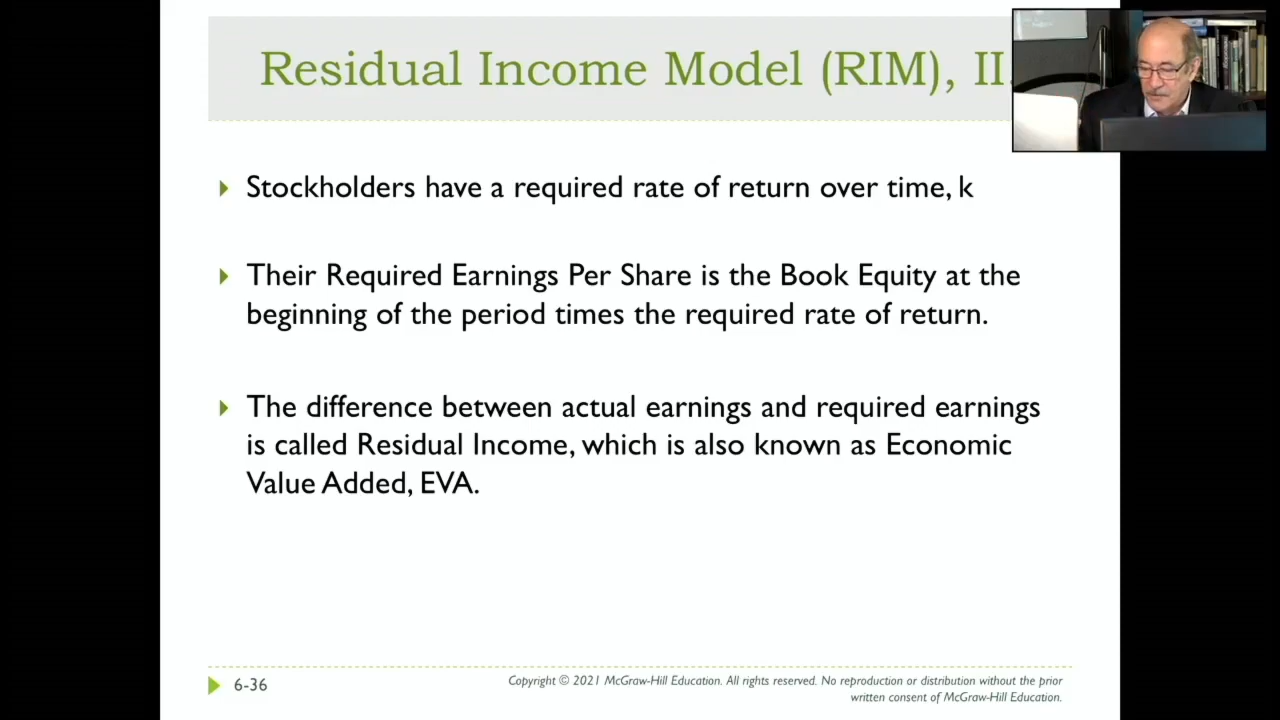 Residual Income Model (RIM), II.
Stockholders have a required rate of return over time, k
Their Required Earnings Per Share is the Book Equity at the
beginning of the period times the required rate of return.
The difference between actual earnings and required earnings
is called Residual Income, which is also known as Economic
Value Added, EVA.
6-36
Copyright © 2021 McGraw-Hill Education. All rights reserved. No reproduction or distribution without the prior
written consent of McGraw-Hill Education.